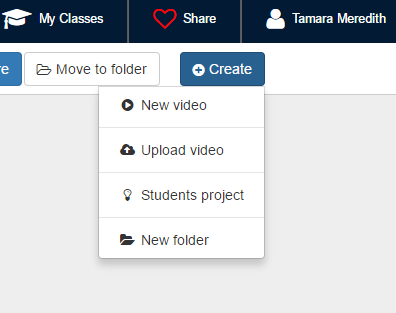 My Classes Share Tamara Meredith
e Move to folder Create
New video
Upload video
Students project
New folder